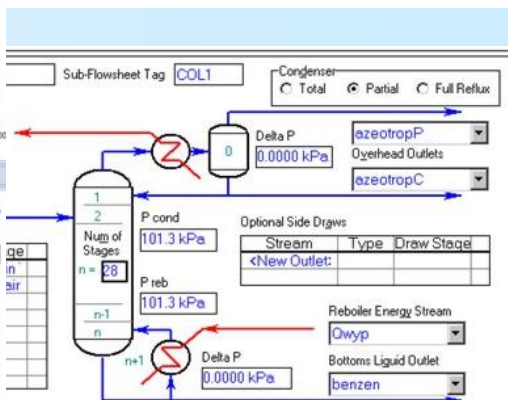 Sub-Flowsheet Tag COL1
Condenser
Total Partial Full Reflux
0
Delta P
0.0000 kPa
azeotropP
Overhead Outlets
azeotropC
1
2
Num of
Stages
n = 28
n-1
n
n+1
P cond
101.3 kPa
P reb
101.3 kPa
Delta P
0.0000 kPa
Optional Side Draws
Stream Type Draw Stage
<New Outlet:
Reboiler Energy Stream
Qwyp
Bottoms Liquid Outlet
benzen